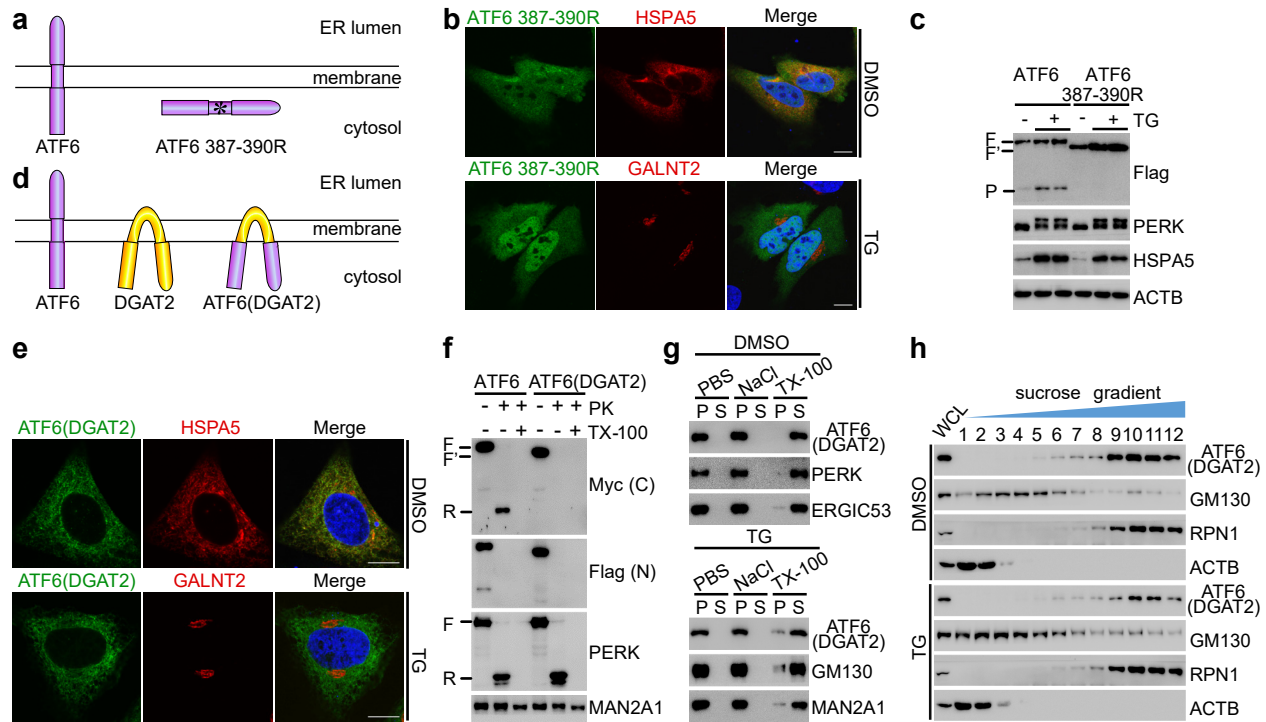 a
ER lumen
membrane
cytosol
ATF6
*
ATF6 387-390R
b
ATF6 387-390R HSPA5 Merge
DMSO
ATF6 387-390R GALNT2 Merge
TG
c
ATF6 ATF6
387-390R
- + - + TG
F,
F'
P
Flag
PERK
HSPA5
ACTB
d
ER lumen
membrane
cytosol
ATF6 DGAT2 ATF6(DGAT2)
e
ATF6(DGAT2) HSPA5 Merge
DMSO
ATF6(DGAT2) GALNT2 Merge
TG
f
ATF6 ATF6(DGAT2)
- + + - + + PK
+ + TX-100
F,
F'
R
Myc (C)
Flag (N)
F
R
PERK
MAN2A1
g
DMSO
PBS NaCl TX-100
P S P S P S
ATF6
(DGAT2)
PERK
ERGIC53
TG
PBS NaCl TX-100
P S P S P S
ATF6
(DGAT2)
GM130
MAN2A1
h
sucrose gradient
WCL 1 2 3 4 5 6 7 8 9 10 11 12
DMSO
ATF6
(DGAT2)
GM130
RPN1
ACTB
TG
ATF6
(DGAT2)
GM130
RPN1
ACTB